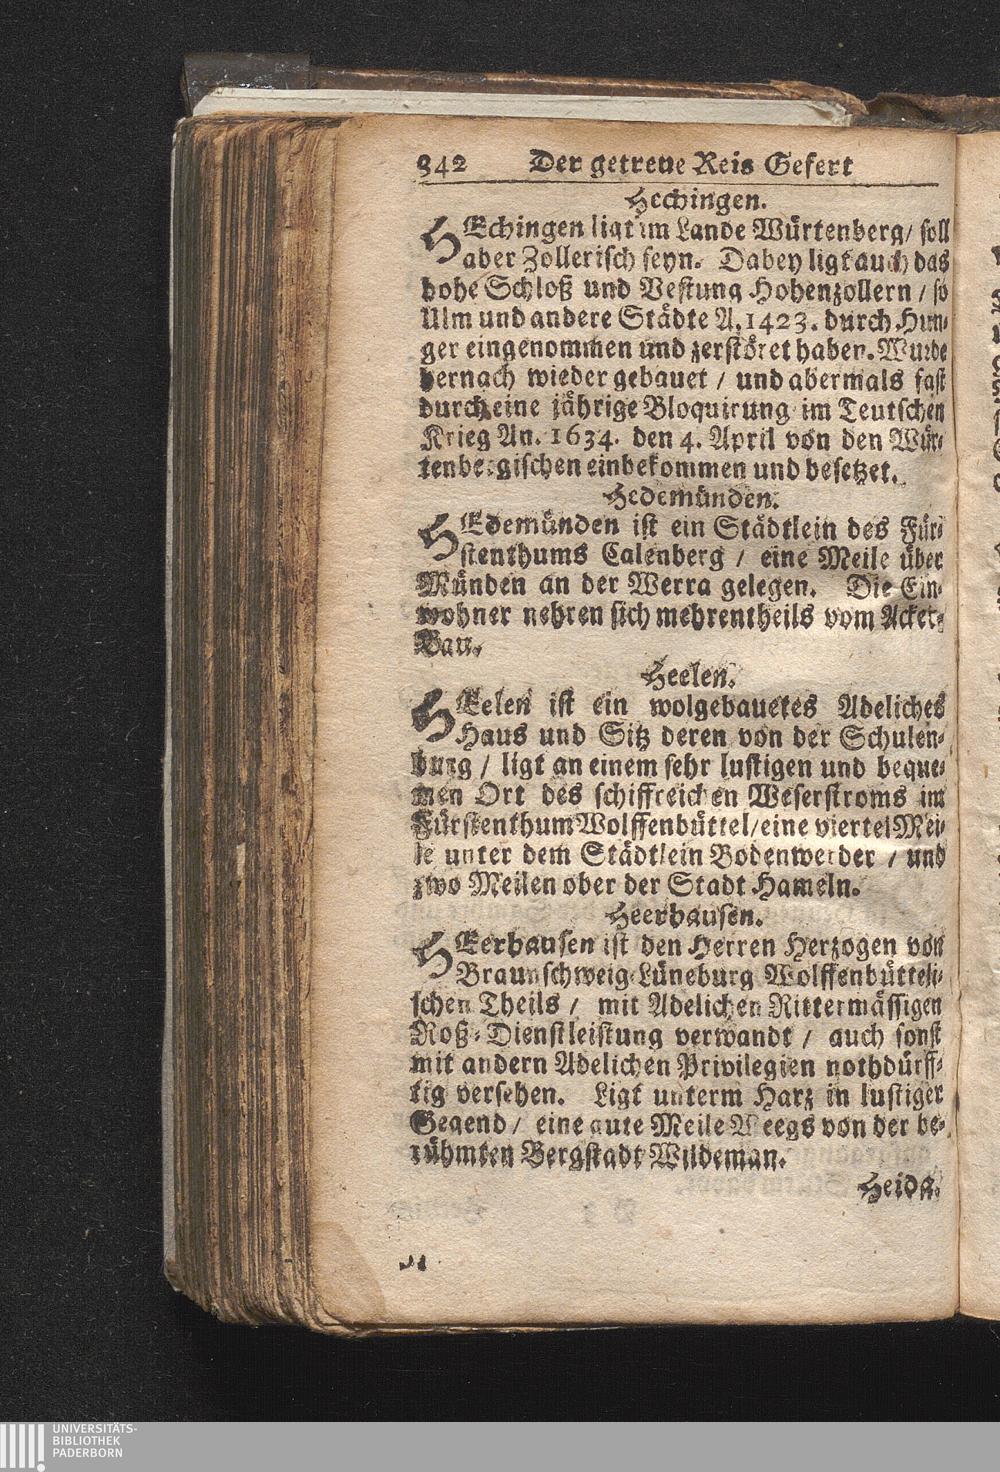 342 Der getreue Reis Gefert
Hechingen.
HEchingen ligt im Lande Würtenberg/ soll
aber Zollerisch seyn. Dabey ligt auch das
hohe Schloß und Vestung Hohenzollern / so
Ulm und andere Städte A. 1423. durch Hun-
ger eingenommen und zerstöret haben. Wurde
hernach wieder gebauet / und abermals fast
durch eine jährige Bloquirung im Teutschen
Krieg An. 1634. den 4. April von den Wür-
tenbergischen einbekommen und besetzet.
Hedemünden.
HEdemünden ist ein Städtlein des Für-
stenthums Calenberg / eine Meile über
Münden an der Werra gelegen. Die Ein-
wohner nehren sich mehrentheils vom Acker-
Bau.
Heelen.
HEelen ist ein wolgebauetes Adeliches
Haus und Sitz deren von der Schulen-
burg / ligt an einem sehr lustigen und beque-
men Ort des schiffreichen Weserstroms im
Fürstenthum Wolffenbüttel/ eine viertel Mei-
le unter dem Städtlein Bodenwerder / und
zwo Meilen ober der Stadt Hameln.
Heerhausen.
HEerhausen ist den Herren Herzogen von
Braunschweig-Lüneburg Wolffenbütteli-
schen Theils / mit Adelichen Rittermässigen
Roß-Dienstleistung verwandt / auch sonst
mit andern Adelichen Privilegien nothdürff-
tig versehen. Ligt unterm Harz in lustiger
Gegend / eine gute Meile Weegs von der be-
rühmten Bergstadt Wildeman.
Heida.
UNIVERSITÄTS-
BIBLIOTHEK
PADERBORN